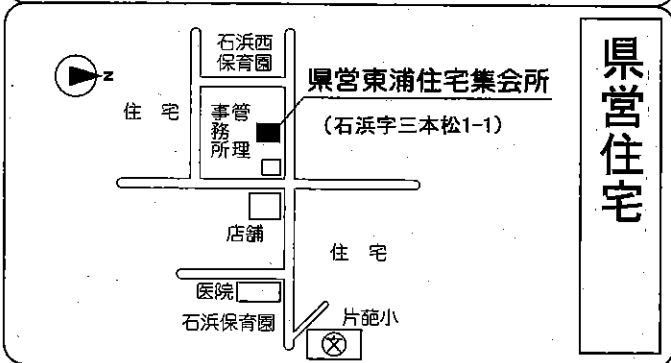 県営住宅
石浜西
保育園
N
住 宅
管理
事務所
県営東浦住宅集会所
(石浜字三本松1-1)
店舗
住 宅
医院
石浜保育園
片葩小
文